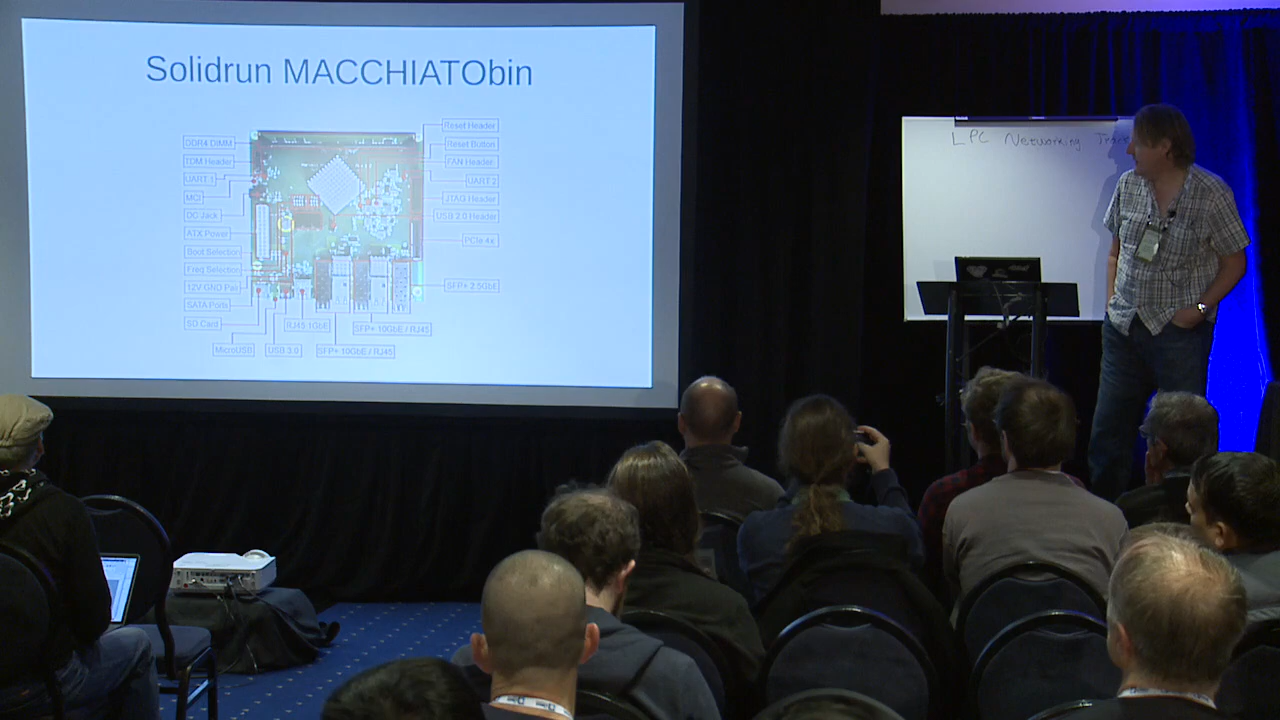 Solidrun MACCHIATObin
DDR4 DIMM
TDM Header
UART 1
MCI
DC Jack
ATX Power
Boot Selection
Freq Selection
12V GND Pair
SATA Ports
SD Card
MicroUSB
USB 3.0
RJ45 1GbE
SFP+ 10GbE / RJ45
SFP+ 10GbE / RJ45
Reset Header
Reset Button
FAN Header
UART 2
JTAG Header
USB 2.0 Header
PCIe 4x
SFP+ 2.5GbE
LPC Networking